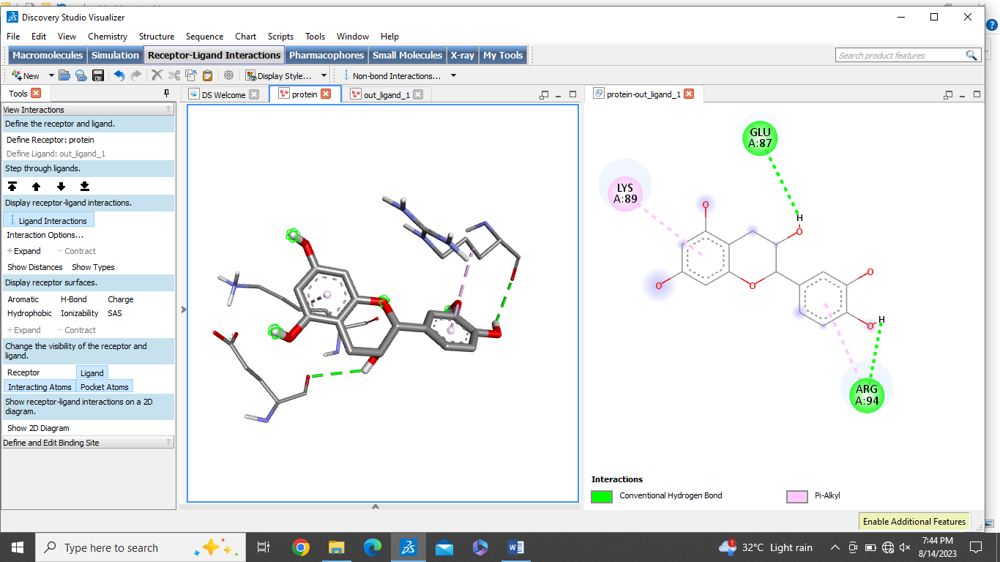 Discovery Studio Visualizer
File Edit View Chemistry Structure Sequence Chart Scripts Tools Window Help
Macromolecules Simulation Receptor-Ligand Interactions Pharmacophores Small Molecules X-ray My Tools
Search product features
New Display Style... Non-bond Interactions...
Tools
DS Welcome protein out_ligand_1 protein-out_ligand_1
View Interactions ?
Define the receptor and ligand.
Define Receptor: protein
Define Ligand: out_ligand_1
Step through ligands.
Display receptor-ligand interactions.
Ligand Interactions
Interaction Options...
+ Expand - Contract
Show Distances Show Types
Display receptor surfaces.
Aromatic H-Bond Charge
Hydrophobic Ionizability SAS
+ Expand - Contract
Change the visibility of the receptor and
ligand.
Receptor Ligand
Interacting Atoms Pocket Atoms
Show receptor-ligand interactions on a 2D
diagram.
Show 2D Diagram
Define and Edit Binding Site ?
GLU
A:87
LYS
A:89
O
H
O
O
O
O
O
H
ARG
A:94
Interactions
Conventional Hydrogen Bond
Pi-Alkyl
Enable Additional Features
Type here to search
1
32°C Light rain
7:44 PM
8/14/2023